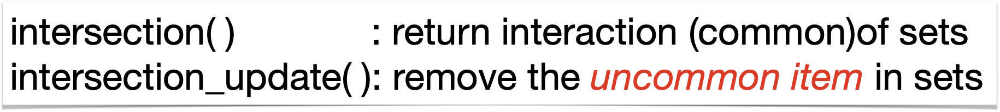 intersection( ) : return interaction (common)of sets
intersection_update( ): remove the uncommon item in sets